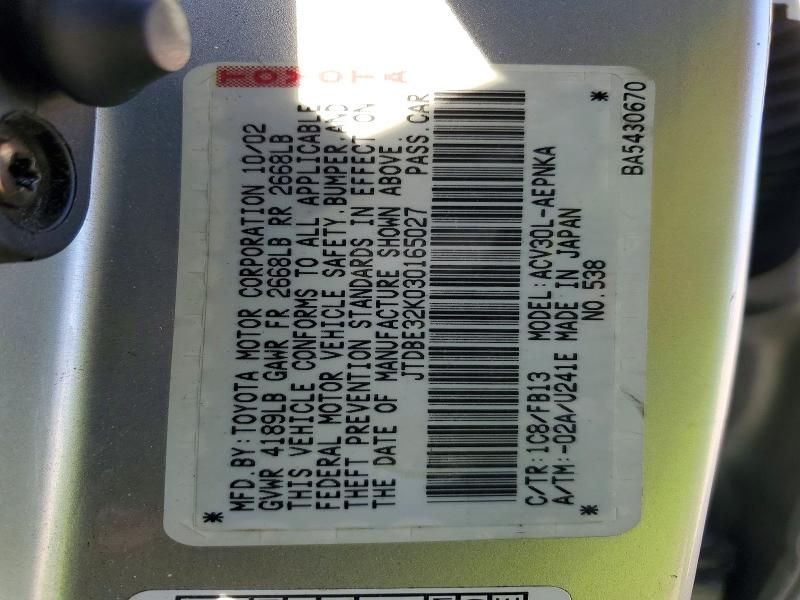 TOYOTA
MFD.BY:TOYOTA MOTOR CORPORATION 10/02
GVWR 4189LB GAWR FR 2668LB RR 2668LB
THIS VEHICLE CONFORMS TO ALL APPLICABLE
FEDERAL MOTOR VEHICLE SAFETY,BUMPER,AND
THEFT PREVENTION STANDARDS IN EFFECT ON
THE DATE OF MANUFACTURE SHOWN ABOVE.
JTDBE32K030165027 PASS.CAR
C/TR:1C8/FB13 MODEL:ACV30L-AEPNKA
A/TM:-02A/U241E MADE IN JAPAN
NO.538
BA5430670